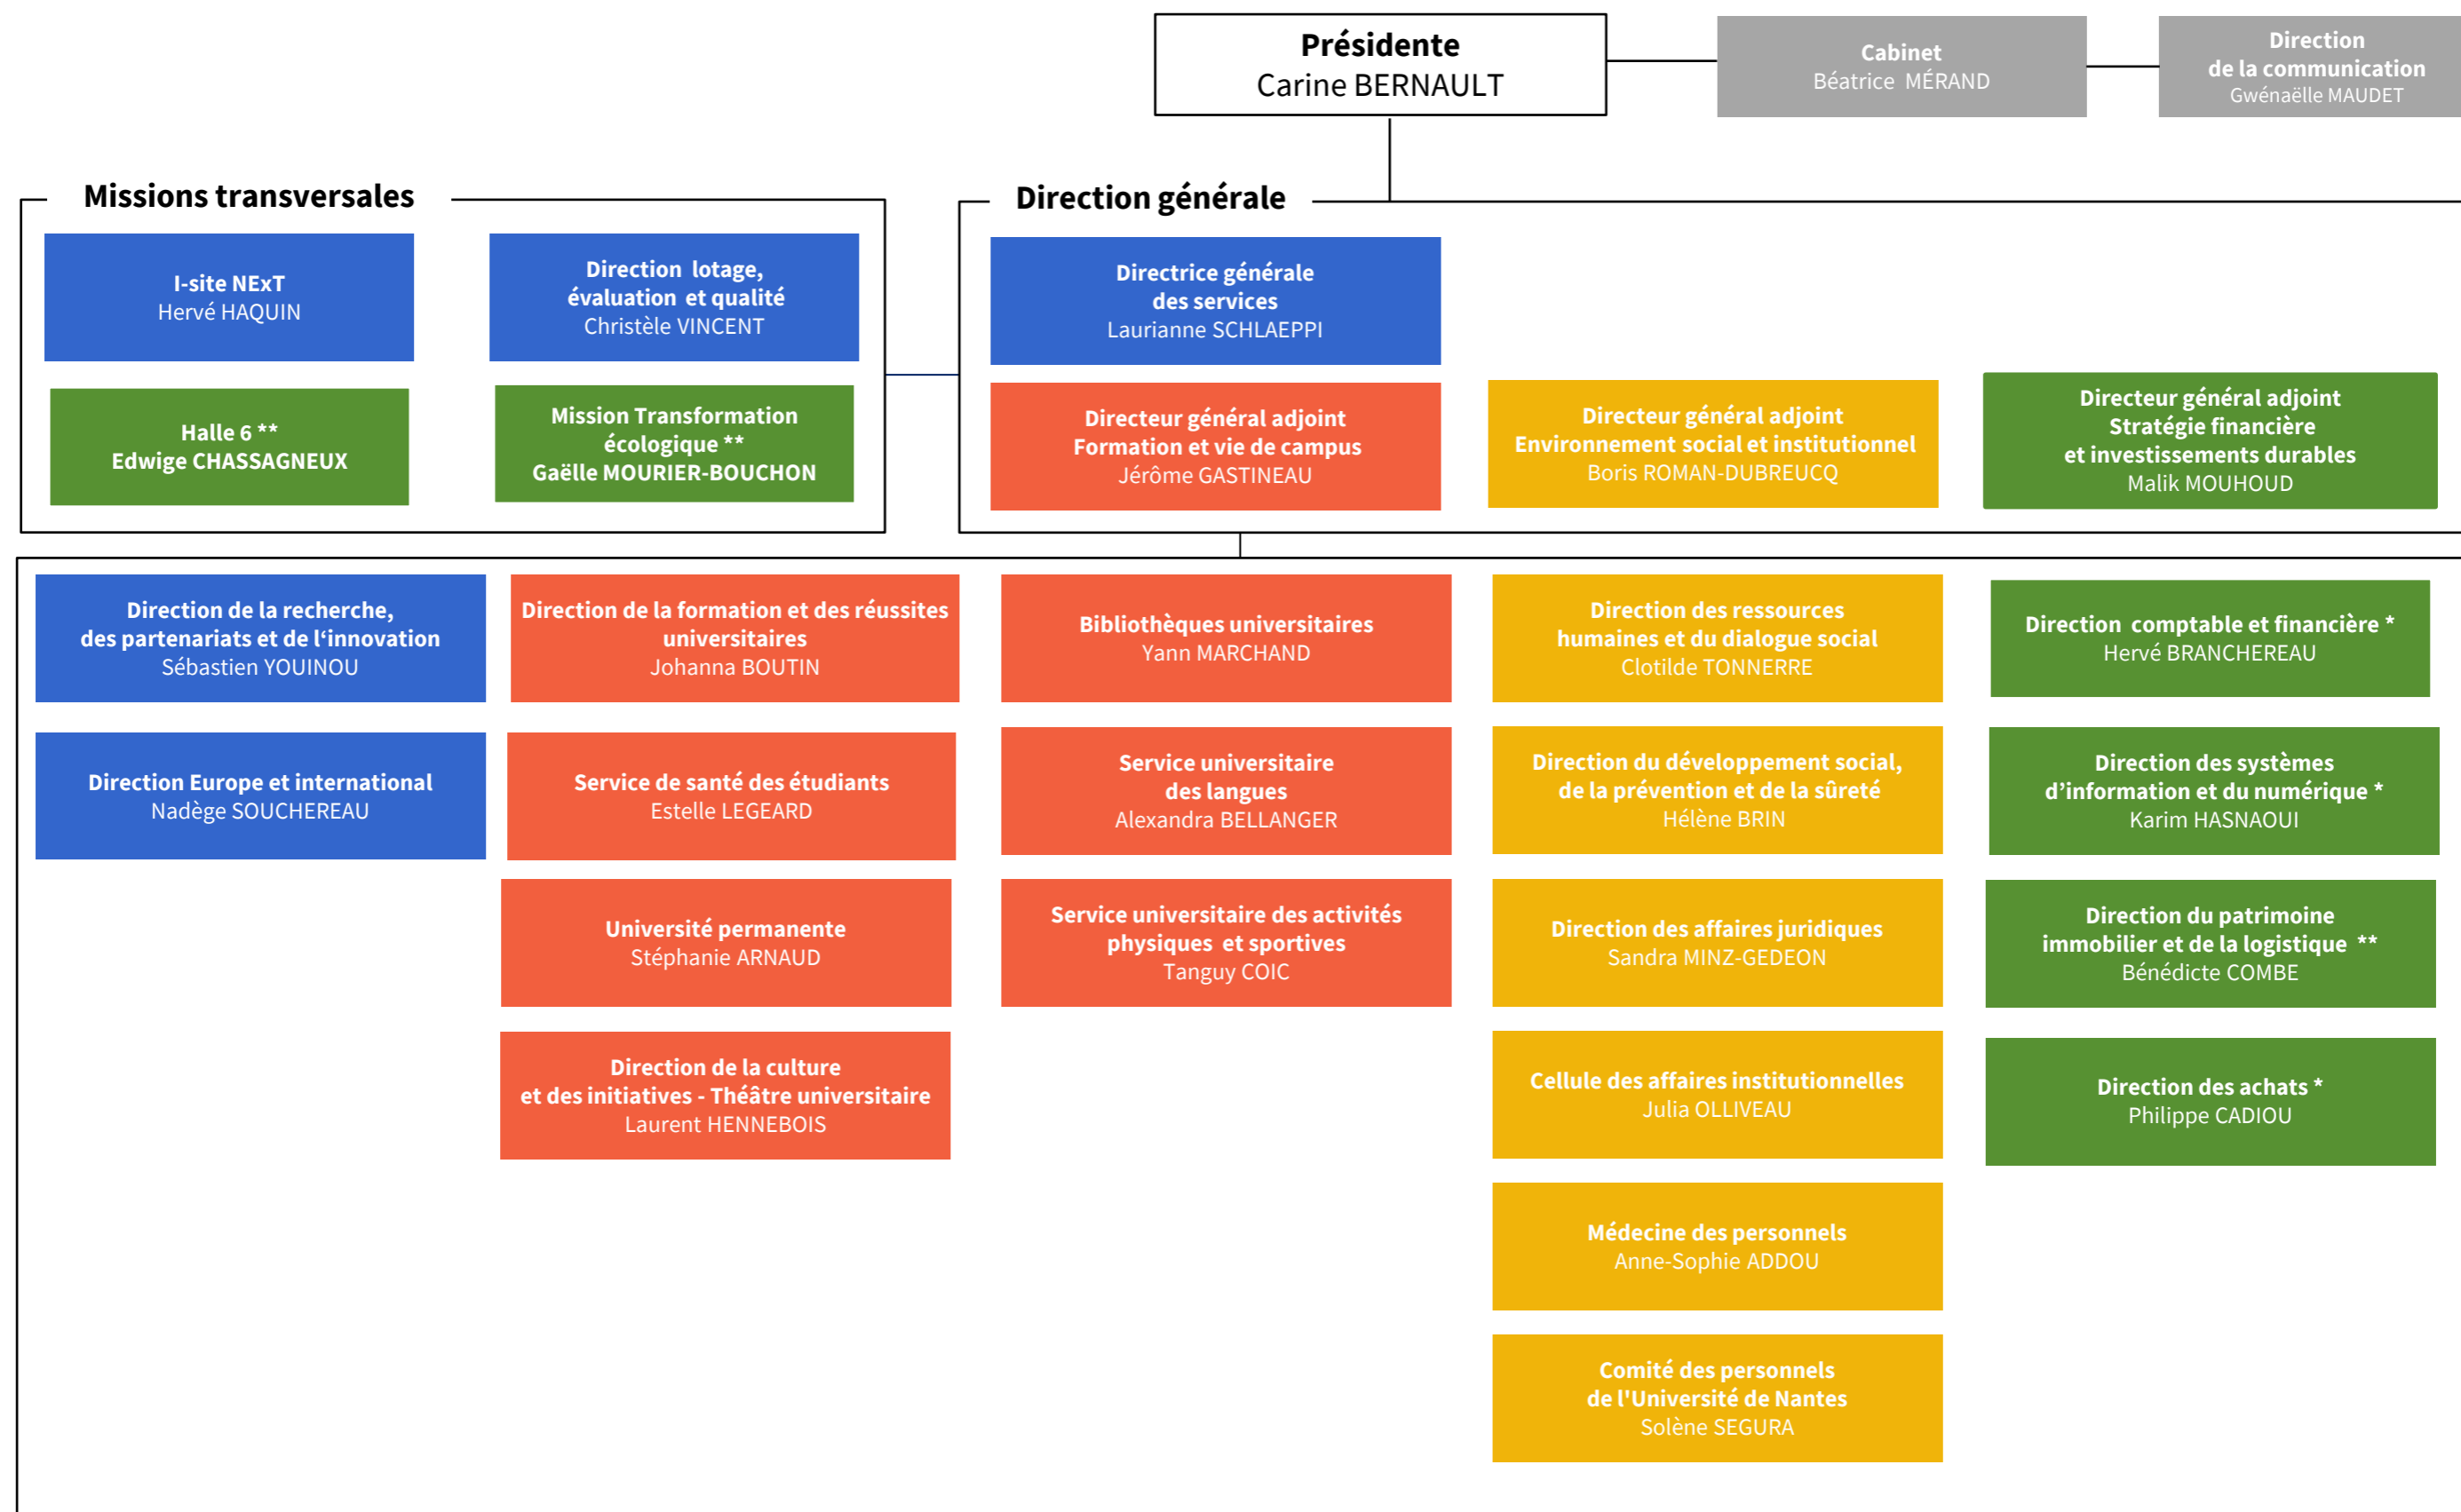 Présidente
Carine BERNAULT
Cabinet
Béatrice MÉRAND
Direction
de la communication
Gwénaëlle MAUDET
Missions transversales
I-site NExT
Hervé HAQUIN
Direction lotage,
évaluation et qualité
Christèle VINCENT
Halle 6 **
Edwige CHASSAGNEUX
Mission Transformation
écologique **
Gaëlle MOURIER-BOUCHON
Direction générale
Directrice générale
des services
Laurianne SCHLAEPPI
Directeur général adjoint
Formation et vie de campus
Jérôme GASTINEAU
Directeur général adjoint
Environnement social et institutionnel
Boris ROMAN-DUBREUCQ
Directeur général adjoint
Stratégie financière
et investissements durables
Malik MOUHOUD
Direction de la recherche,
des partenariats et de l‘innovation
Sébastien YOUINOU
Direction Europe et international
Nadège SOUCHEREAU
Direction de la formation et des réussites
universitaires
Johanna BOUTIN
Service de santé des étudiants
Estelle LEGEARD
Université permanente
Stéphanie ARNAUD
Direction de la culture
et des initiatives - Théâtre universitaire
Laurent HENNEBOIS
Bibliothèques universitaires
Yann MARCHAND
Service universitaire
des langues
Alexandra BELLANGER
Service universitaire des activités
physiques et sportives
Tanguy COIC
Direction des ressources
humaines et du dialogue social
Clotilde TONNERRE
Direction du développement social,
de la prévention et de la sûreté
Hélène BRIN
Direction des affaires juridiques
Sandra MINZ-GEDEON
Cellule des affaires institutionnelles
Julia OLLIVEAU
Médecine des personnels
Anne-Sophie ADDOU
Comité des personnels
de l'Université de Nantes
Solène SEGURA
Direction comptable et financière *
Hervé BRANCHEREAU
Direction des systèmes
d’information et du numérique *
Karim HASNAOUI
Direction du patrimoine
immobilier et de la logistique **
Bénédicte COMBE
Direction des achats *
Philippe CADIOU